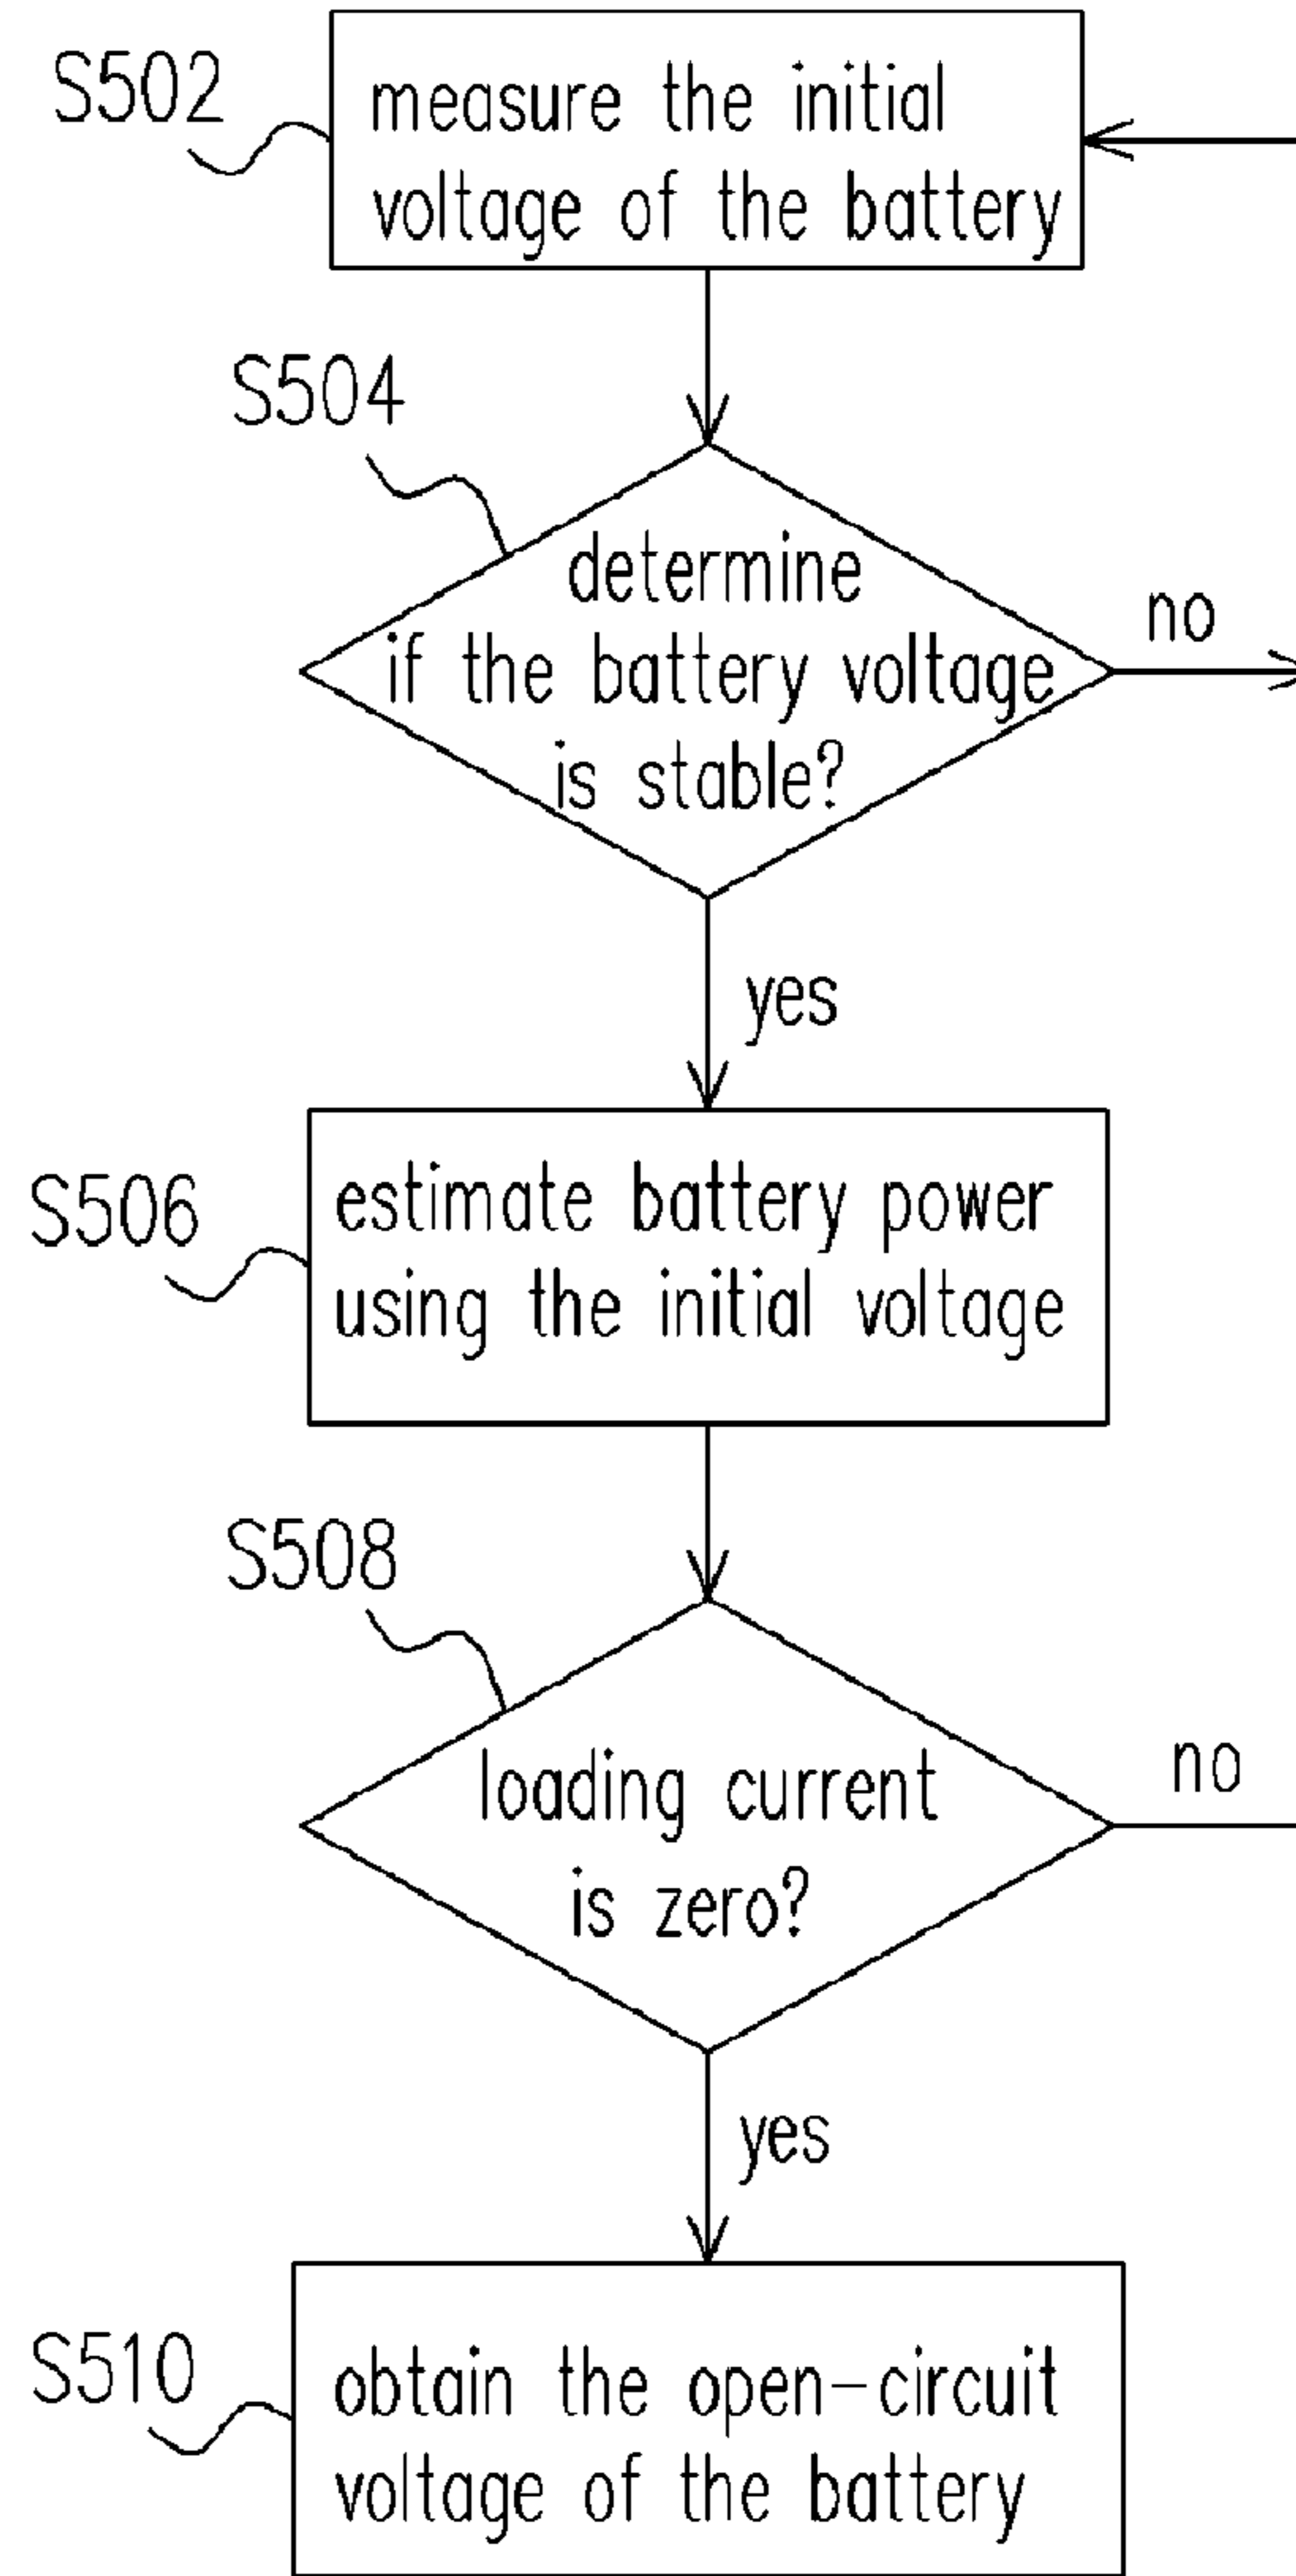 S502
measure the initial
voltage of the battery
S504
determine
if the battery voltage
is stable?
no
yes
S506
estimate battery power
using the initial voltage
S508
loading current
is zero?
no
yes
S510
obtain the open-circuit
voltage of the battery